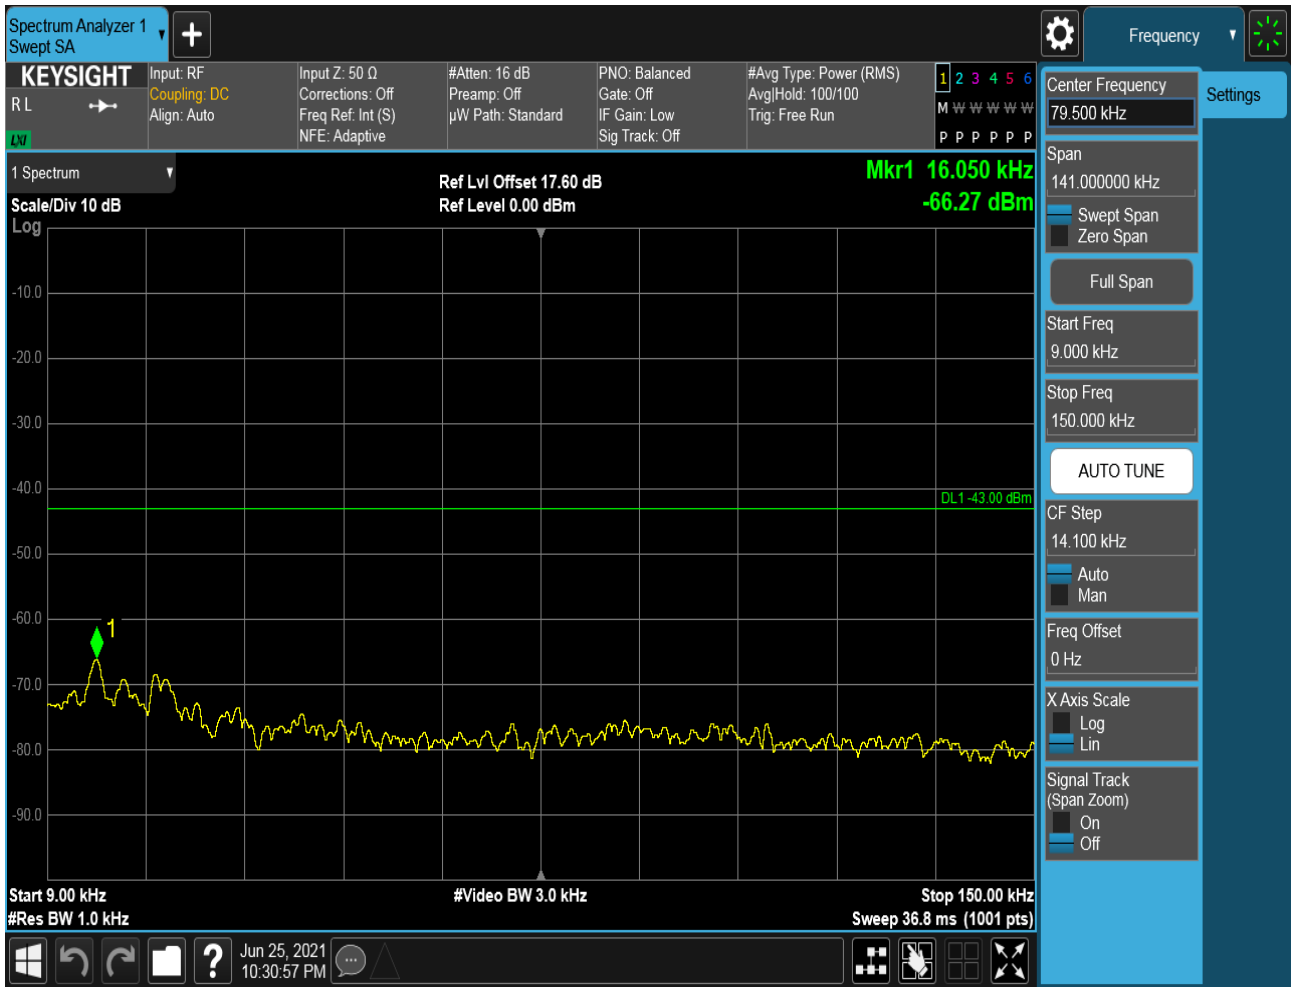 Spectrum Analyzer 1
Swept SA
Frequency
KEYSIGHT
R L
LXI
Input: RF
Coupling: DC
Align: Auto
Input Z: 50 Ω
Corrections: Off
Freq Ref: Int (S)
NFE: Adaptive
#Atten: 16 dB
Preamp: Off
µW Path: Standard
PNO: Balanced
Gate: Off
IF Gain: Low
Sig Track: Off
#Avg Type: Power (RMS)
Avg|Hold: 100/100
Trig: Free Run
1 2 3 4 5 6
M W W W W W
P P P P P P
1 Spectrum
Scale/Div 10 dB
Log
Ref Lvl Offset 17.60 dB
Ref Level 0.00 dBm
Mkr1 16.050 kHz
-66.27 dBm
-10.0
-20.0
-30.0
-40.0
DL1 -43.00 dBm
-50.0
-60.0
1
-70.0
-80.0
-90.0
Start 9.00 kHz
#Res BW 1.0 kHz
#Video BW 3.0 kHz
Stop 150.00 kHz
Sweep 36.8 ms (1001 pts)
Center Frequency
79.500 kHz
Settings
Span
141.000000 kHz
Swept Span
Zero Span
Full Span
Start Freq
9.000 kHz
Stop Freq
150.000 kHz
AUTO TUNE
CF Step
14.100 kHz
Auto
Man
Freq Offset
0 Hz
X Axis Scale
Log
Lin
Signal Track
(Span Zoom)
On
Off
?
Jun 25, 2021
10:30:57 PM